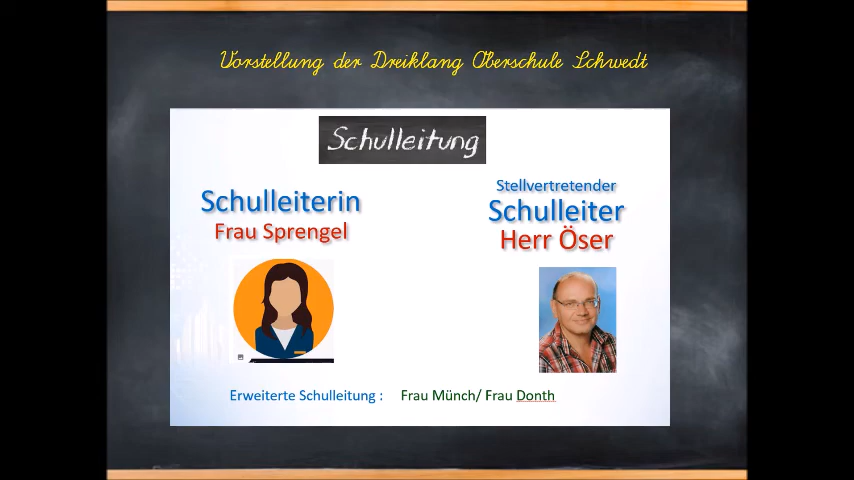 Vorstellung der Dreiklang Oberschule Schwedt
Schulleitung
Schulleiterin
Frau Sprengel
Stellvertretender
Schulleiter
Herr Öser
Erweiterte Schulleitung : Frau Münch/ Frau Donth